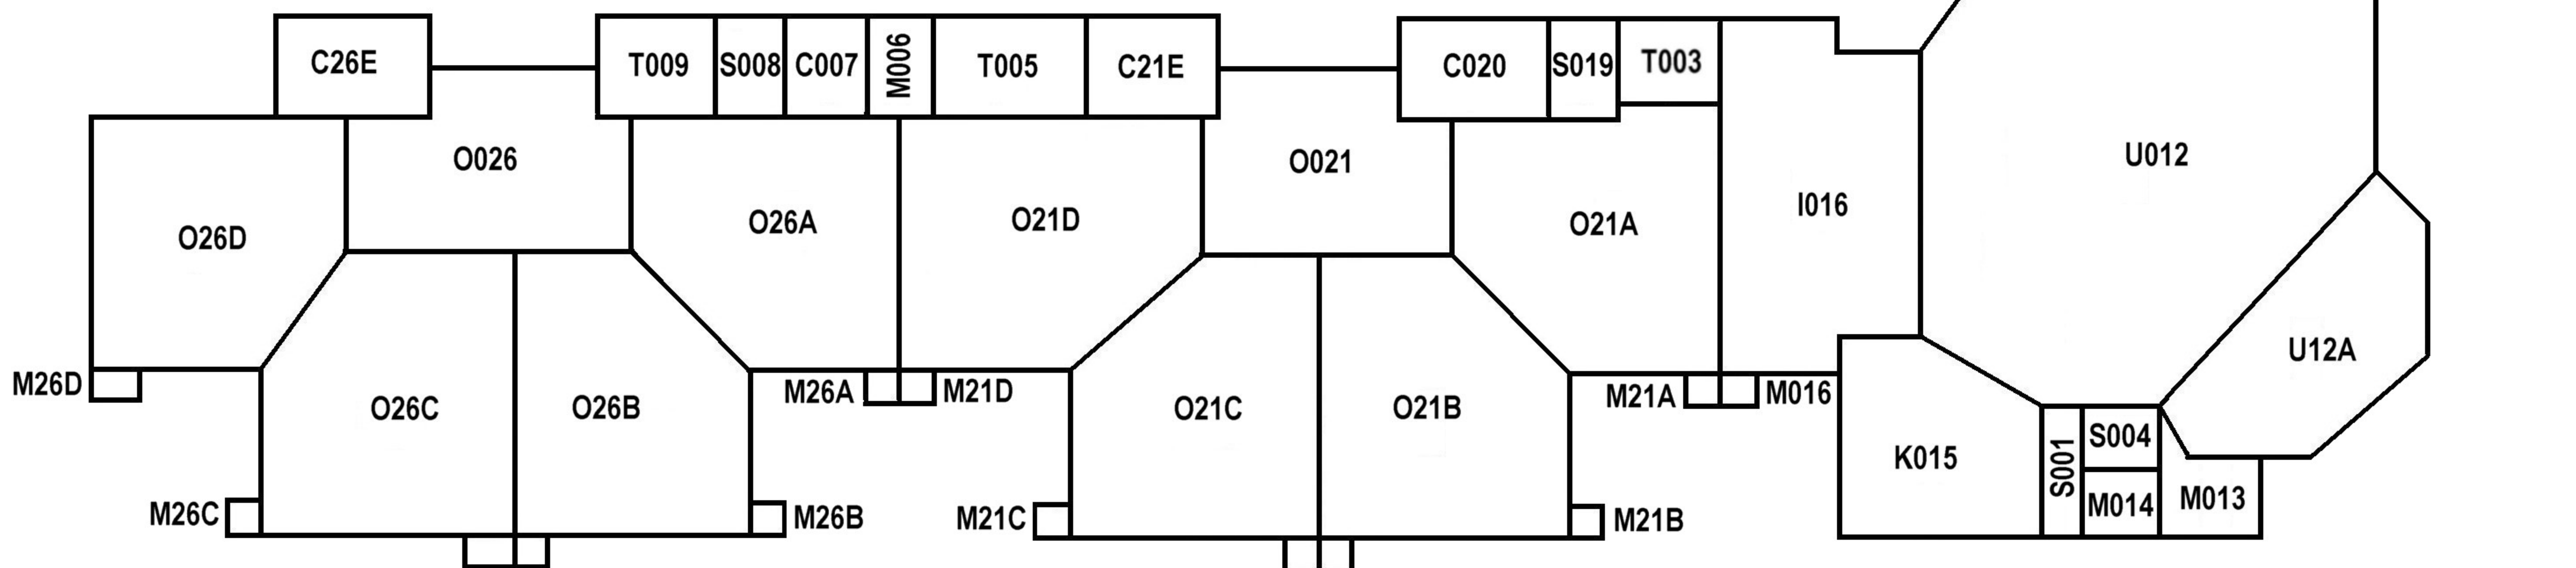 C26E
T009
S008
C007
M006
T005
C21E
C020
S019
T003
O026
O021
U012
O26D
O26A
O21D
O21A
I016
U12A
M26D
M26A
M21D
M21A
M016
O26C
O26B
O21C
O21B
K015
S001
S004
M014
M013
M26C
M26B
M21C
M21B